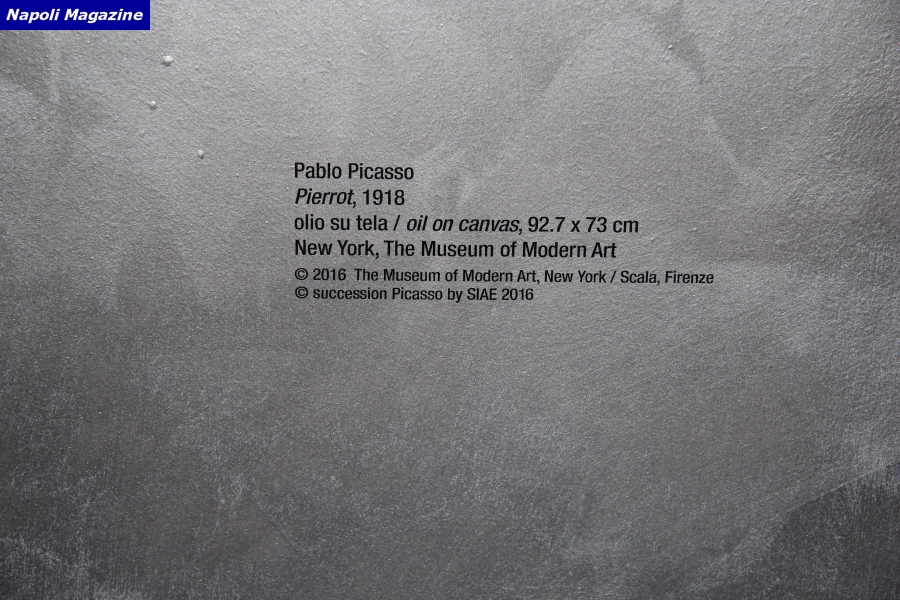 Napoli Magazine
Pablo Picasso
Pierrot, 1918
olio su tela / oil on canvas, 92.7 x 73 cm
New York, The Museum of Modern Art
© 2016 The Museum of Modern Art, New York / Scala, Firenze
© succession Picasso by SIAE 2016